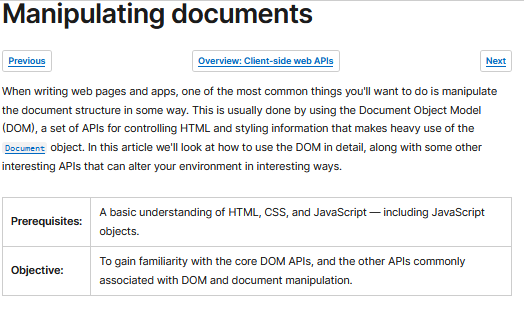 Manipulating documents
Previous
Overview: Client-side web APIs
Next
When writing web pages and apps, one of the most common things you'll want to do is manipulate
the document structure in some way. This is usually done by using the Document Object Model
(DOM), a set of APIs for controlling HTML and styling information that makes heavy use of the
Document object. In this article we'll look at how to use the DOM in detail, along with some other
interesting APIs that can alter your environment in interesting ways.
Prerequisites:
A basic understanding of HTML, CSS, and JavaScript — including JavaScript
objects.
Objective:
To gain familiarity with the core DOM APIs, and the other APIs commonly
associated with DOM and document manipulation.